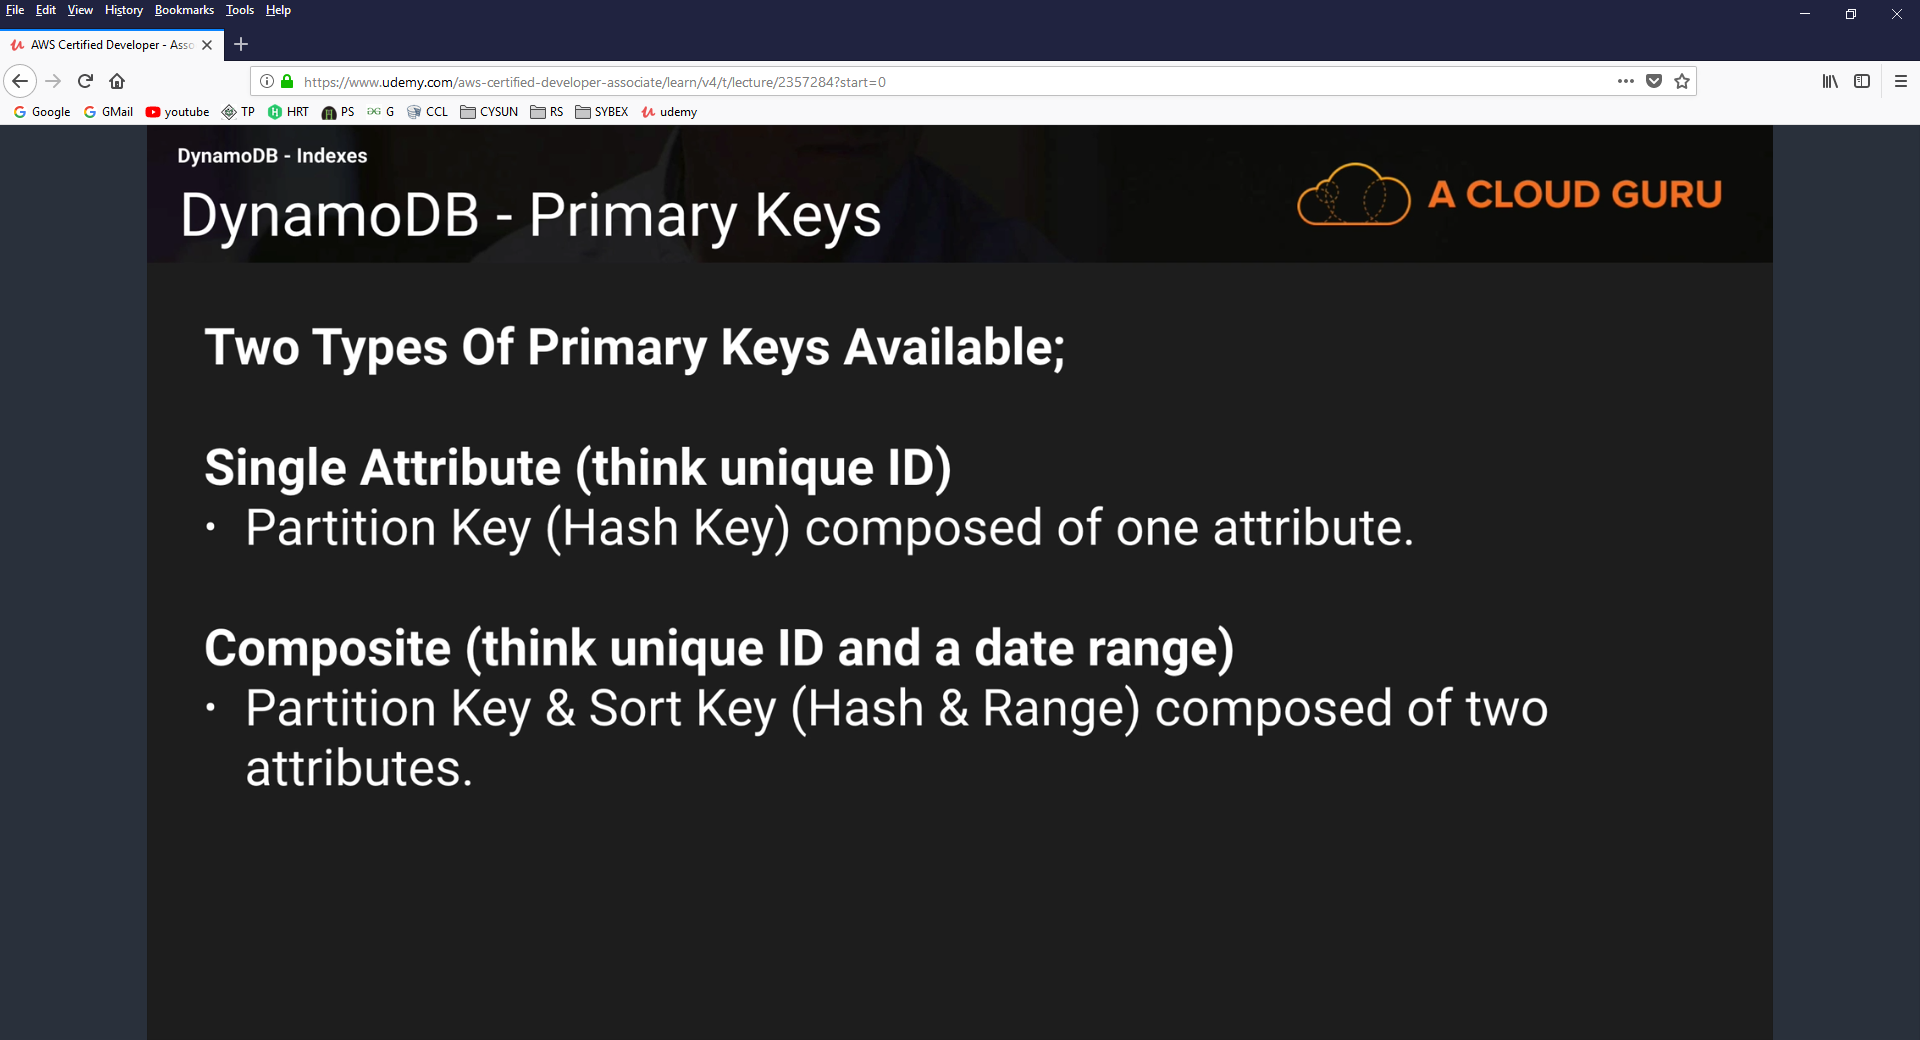 File Edit View History Bookmarks Tools Help
AWS Certified Developer - Asso
https://www.udemy.com/aws-certified-developer-associate/learn/v4/t/lecture/2357284?start=0
Google GMail youtube TP HRT PS G CCL CYSUN RS SYBEX udemy
DynamoDB - Indexes
DynamoDB - Primary Keys
A CLOUD GURU
Two Types Of Primary Keys Available;
Single Attribute (think unique ID)
• Partition Key (Hash Key) composed of one attribute.
Composite (think unique ID and a date range)
• Partition Key & Sort Key (Hash & Range) composed of two
attributes.